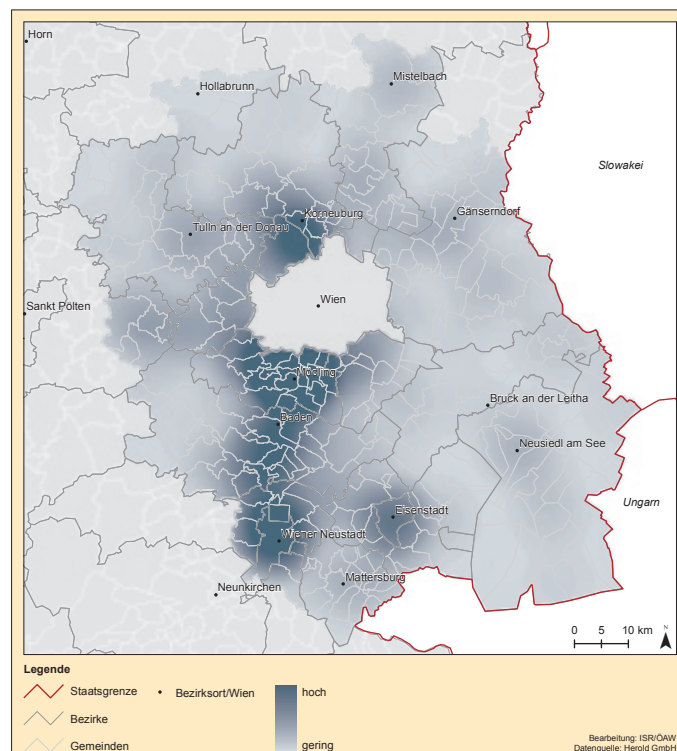 Horn
Mistelbach
Hollabrunn
Slowakei
Korneuburg
Gänserndorf
Tulln an der Donau
Wien
Sankt Pölten
Mödling
Bruck an der Leitha
Baden
Neusiedl am See
Ungarn
Eisenstadt
Wiener Neustadt
Mattersburg
Neunkirchen
N
0 5 10 km
Legende
Staatsgrenze
Bezirksort/Wien
hoch
Bezirke
Gemeinden
gering
Bearbeitung: ISR/ÖAW
Datenquelle: Herold GmbH